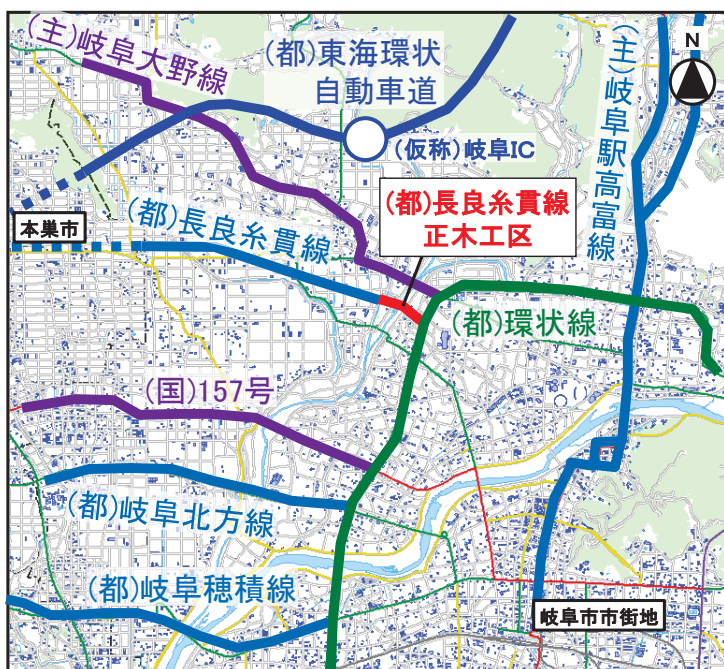 (主)岐阜大野線
(都)東海環状
自動車道
(仮称)岐阜IC
N
(主)岐阜駅高富線
(都)長良糸貫線
正木工区
本巣市
(都)長良糸貫線
(都)環状線
(国)157号
(都)岐阜北方線
(都)岐阜穂積線
岐阜市市街地